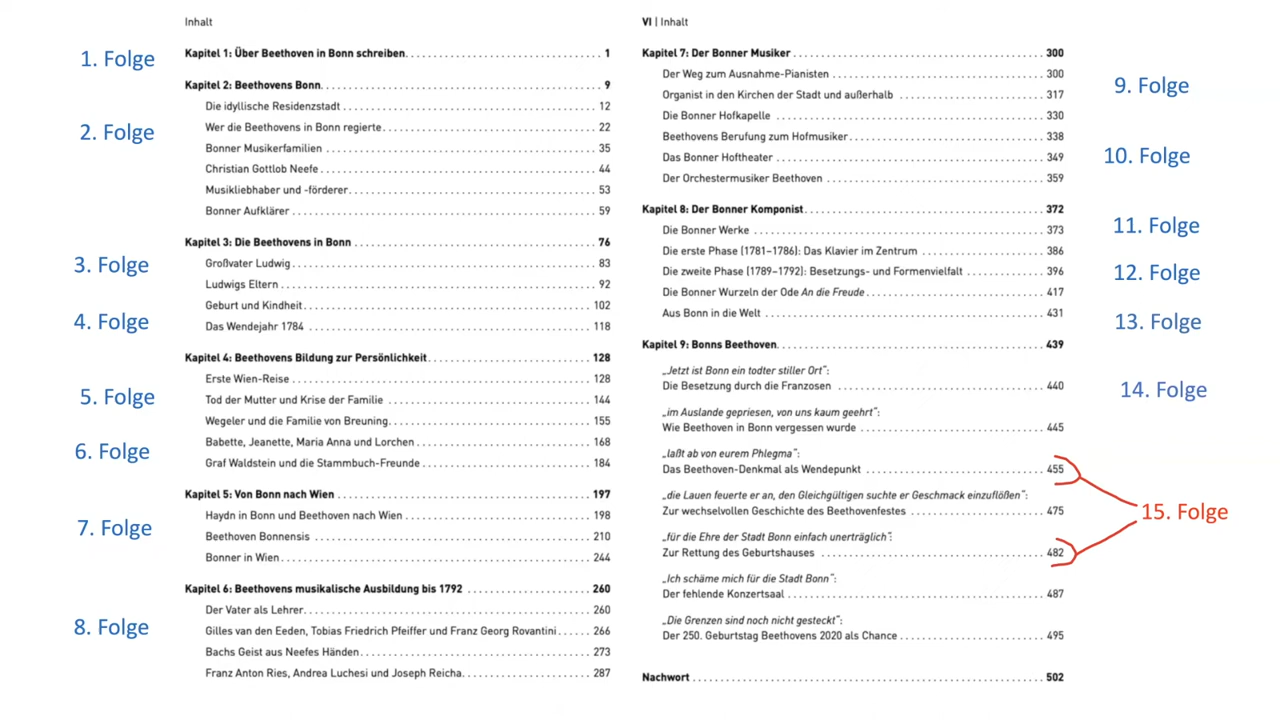 Inhalt
1. Folge
Kapitel 1: Über Beethoven in Bonn schreiben. . . . . . . . . . 1
Kapitel 2: Beethovens Bonn. . . . . . . . . . 9
Die idyllische Residenzstadt . . . . . . . . . . 12
2. Folge
Wer die Beethovens in Bonn regierte. . . . . . . . . . 22
Bonner Musikerfamilien . . . . . . . . . . 35
Christian Gottlob Neefe . . . . . . . . . . 44
Musikliebhaber und -förderer. . . . . . . . . . 53
Bonner Aufklärer . . . . . . . . . . 59
Kapitel 3: Die Beethovens in Bonn . . . . . . . . . . 76
3. Folge
Großvater Ludwig. . . . . . . . . . 83
Ludwigs Eltern . . . . . . . . . . 92
Geburt und Kindheit. . . . . . . . . . 102
4. Folge
Das Wendejahr 1784 . . . . . . . . . . 118
Kapitel 4: Beethovens Bildung zur Persönlichkeit. . . . . . . . . . 128
Erste Wien-Reise . . . . . . . . . . 128
5. Folge
Tod der Mutter und Krise der Familie . . . . . . . . . . 144
Wegeler und die Familie von Breuning. . . . . . . . . . 155
Babette, Jeanette, Maria Anna und Lorchen . . . . . . . . . . 168
6. Folge
Graf Waldstein und die Stammbuch-Freunde . . . . . . . . . . 184
Kapitel 5: Von Bonn nach Wien . . . . . . . . . . 197
Haydn in Bonn und Beethoven nach Wien . . . . . . . . . . 198
7. Folge
Beethoven Bonnensis . . . . . . . . . . 210
Bonner in Wien . . . . . . . . . . 244
Kapitel 6: Beethovens musikalische Ausbildung bis 1792 . . . . . . . . . . 260
Der Vater als Lehrer. . . . . . . . . . 260
8. Folge
Gilles van den Eeden, Tobias Friedrich Pfeiffer und Franz Georg Rovantini . . . . . 266
Bachs Geist aus Neefes Händen. . . . . . . . . . 273
Franz Anton Ries, Andrea Luchesi und Joseph Reicha. . . . . . . . . . 287
VI | Inhalt
Kapitel 7: Der Bonner Musiker . . . . . . . . . . 300
Der Weg zum Ausnahme-Pianisten . . . . . . . . . . 300
9. Folge
Organist in den Kirchen der Stadt und außerhalb . . . . . . . . . . 317
Die Bonner Hofkapelle . . . . . . . . . . 330
Beethovens Berufung zum Hofmusiker. . . . . . . . . . 338
10. Folge
Das Bonner Hoftheater . . . . . . . . . . 349
Der Orchestermusiker Beethoven . . . . . . . . . . 359
Kapitel 8: Der Bonner Komponist. . . . . . . . . . 372
11. Folge
Die Bonner Werke . . . . . . . . . . 373
Die erste Phase (1781–1786): Das Klavier im Zentrum . . . . . . . . . . 386
12. Folge
Die zweite Phase (1789–1792): Besetzungs- und Formenvielfalt . . . . . . . . . . 396
Die Bonner Wurzeln der Ode An die Freude . . . . . . . . . . 417
Aus Bonn in die Welt . . . . . . . . . . 431
13. Folge
Kapitel 9: Bonns Beethoven. . . . . . . . . . 439
„Jetzt ist Bonn ein todter stiller Ort“:
Die Besetzung durch die Franzosen . . . . . . . . . . 440
14. Folge
„im Auslande gepriesen, von uns kaum geehrt“:
Wie Beethoven in Bonn vergessen wurde . . . . . . . . . . 445
„laßt ab von eurem Phlegma“:
Das Beethoven-Denkmal als Wendepunkt . . . . . . . . . . 455
„die Lauen feuerte er an, den Gleichgültigen suchte er Geschmack einzuflößen“:
Zur wechselvollen Geschichte des Beethovenfestes . . . . . . . . . . 475
15. Folge
„für die Ehre der Stadt Bonn einfach unerträglich“:
Zur Rettung des Geburtshauses . . . . . . . . . . 482
„Ich schäme mich für die Stadt Bonn“:
Der fehlende Konzertsaal . . . . . . . . . . 487
„Die Grenzen sind noch nicht gesteckt“:
Der 250. Geburtstag Beethovens 2020 als Chance . . . . . . . . . . 495
Nachwort . . . . . . . . . . 502